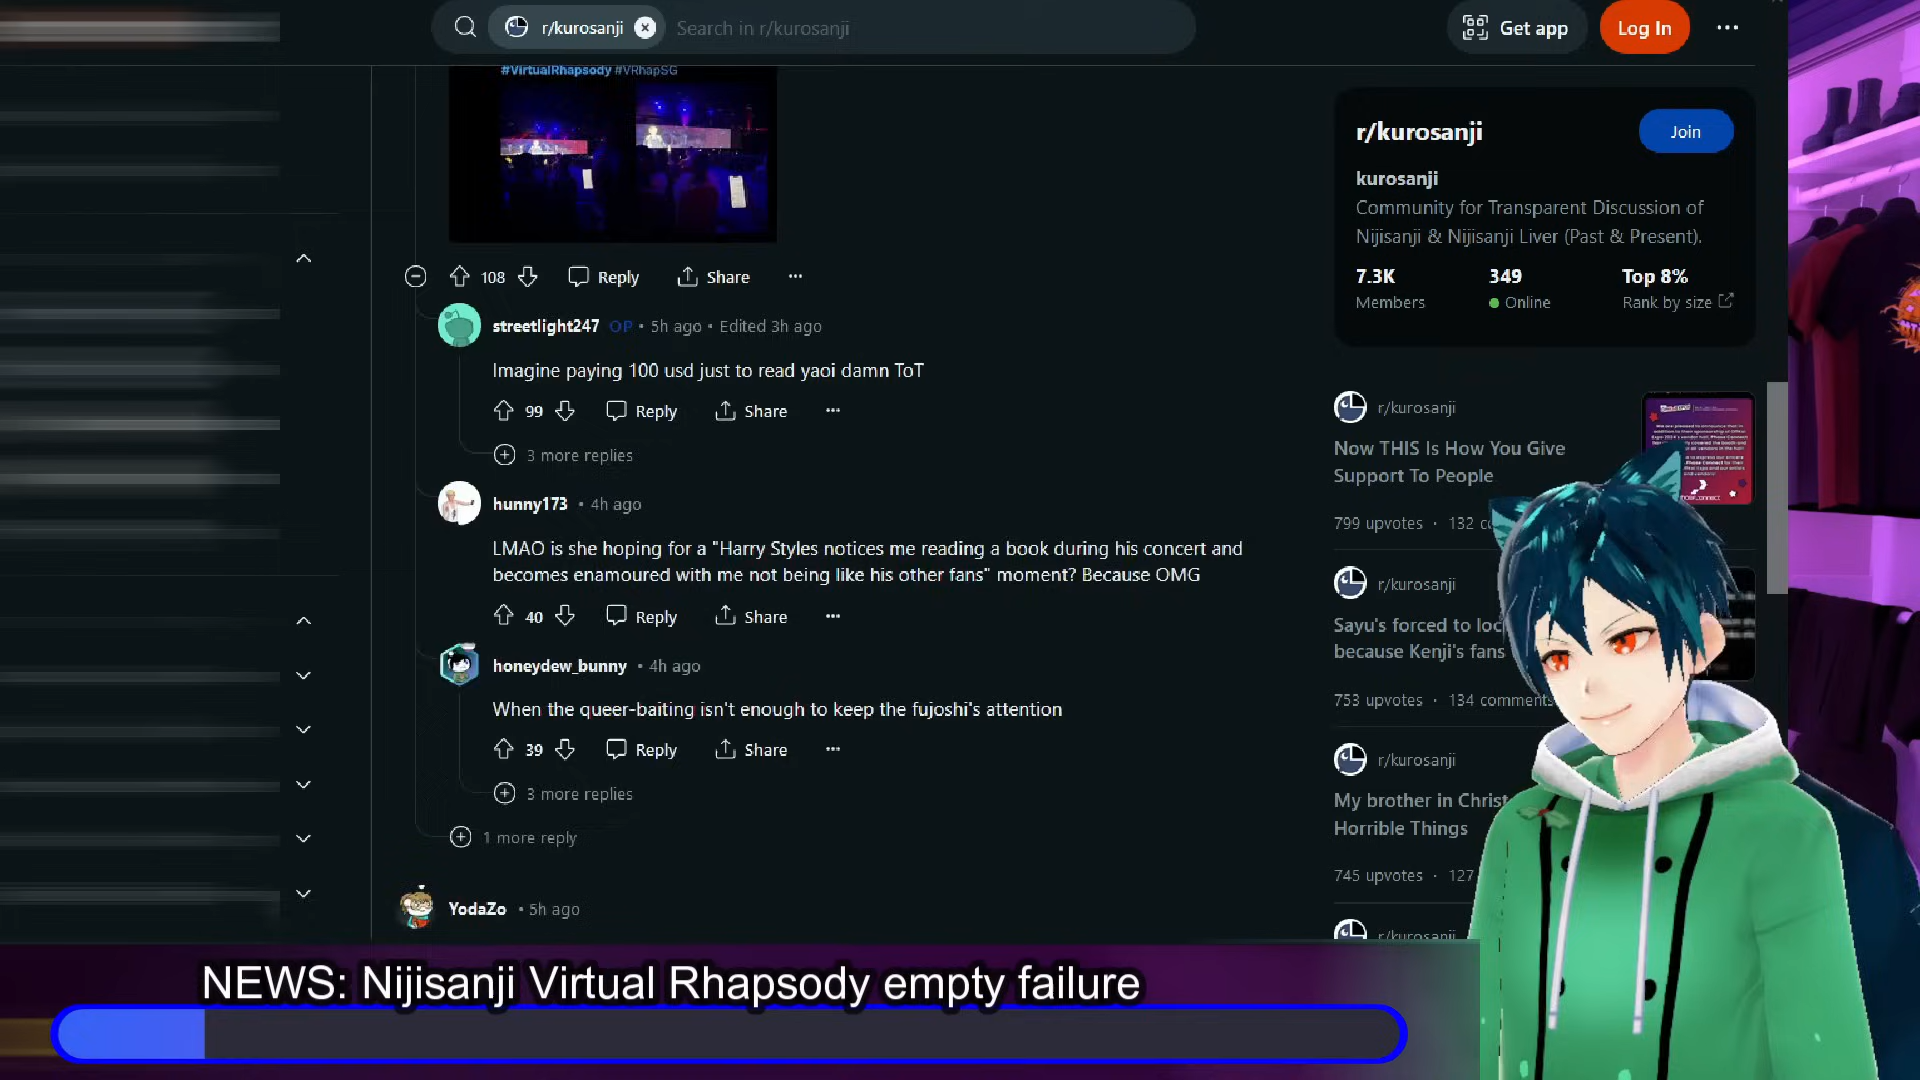 r/kurosanji
Search in r/kurosanji
Get app
Log In
#VirtualRhapsody #VRhapSG
108
Reply
Share
streetlight247 OP • 5h ago • Edited 3h ago
Imagine paying 100 usd just to read yaoi damn ToT
99
Reply
Share
3 more replies
hunny173 • 4h ago
LMAO is she hoping for a "Harry Styles notices me reading a book during his concert and
becomes enamoured with me not being like his other fans" moment? Because OMG
40
Reply
Share
honeydew_bunny • 4h ago
When the queer-baiting isn't enough to keep the fujoshi's attention
39
Reply
Share
3 more replies
1 more reply
YodaZo • 5h ago
r/kurosanji
Join
kurosanji
Community for Transparent Discussion of
Nijisanji & Nijisanji Liver (Past & Present).
7.3K
349
Top 8%
Members
Online
Rank by size
r/kurosanji
Now THIS Is How You Give
Support To People
799 upvotes • 132 co
r/kurosanji
Sayu's forced to loc
because Kenji's fans
753 upvotes • 134 comments
r/kurosanji
My brother in Christ
Horrible Things
745 upvotes • 127
r/kurosanji
NEWS: Nijisanji Virtual Rhapsody empty failure